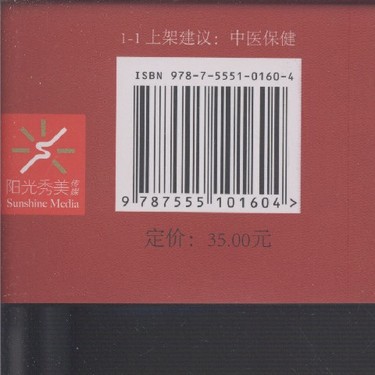 1-1上架建议：中医保健
ISBN 978-7-5551-0160-4
9 787555 101604 >
阳光秀美传媒
Sunshine Media
定价：35.00元